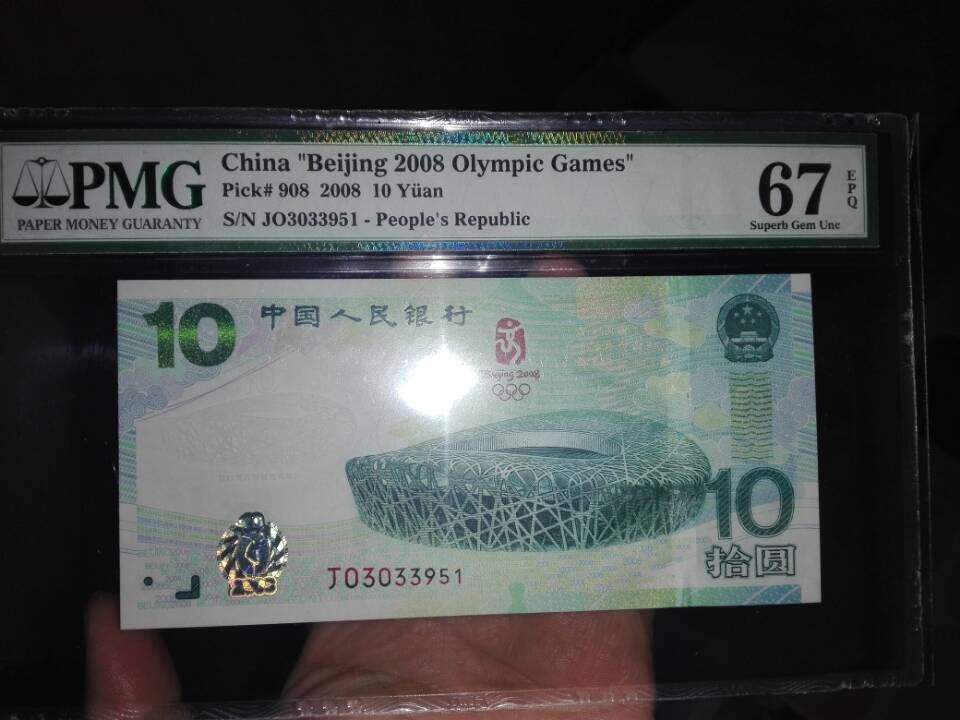 PMG
PAPER MONEY GUARANTY
China "Beijing 2008 Olympic Games"
Pick# 908 2008 10 Yüan
S/N JO3033951 - People's Republic
67
EPQ
Superb Gem Unc
10
中国人民银行
Beijing 2008
10
拾圆
2008
J03033951